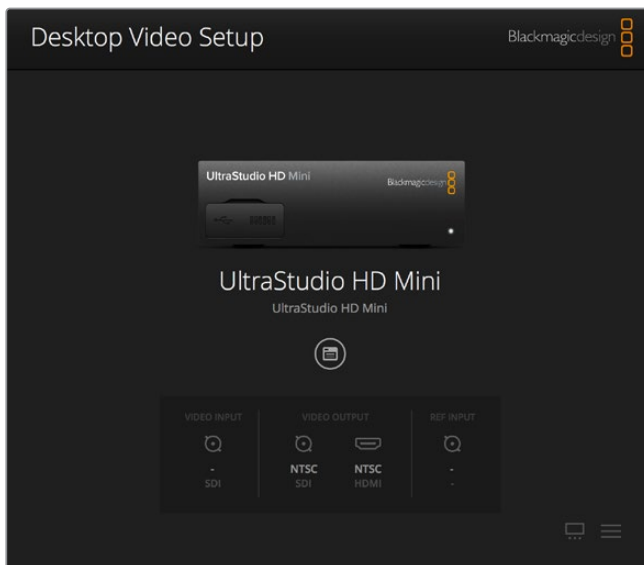 Desktop Video Setup
Blackmagicdesign
UltraStudio HD Mini
Blackmagicdesign
UltraStudio HD Mini
UltraStudio HD Mini
VIDEO INPUT VIDEO OUTPUT REF INPUT
- NTSC NTSC -
SDI SDI HDMI -